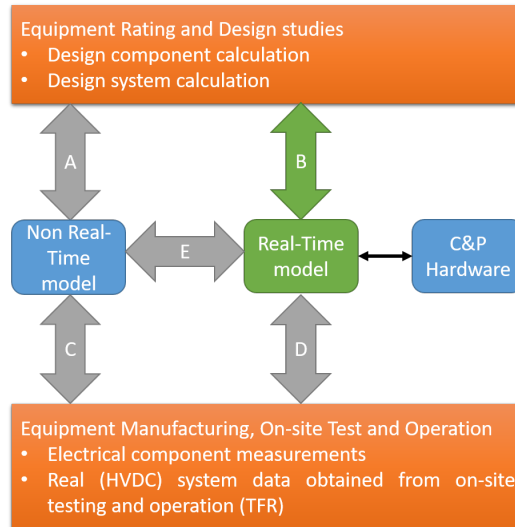 Equipment Rating and Design studies
• Design component calculation
• Design system calculation
A
B
Non Real-
Time
model
E
Real-Time
model
C&P
Hardware
C
D
Equipment Manufacturing, On-site Test and Operation
• Electrical component measurements
• Real (HVDC) system data obtained from on-site
testing and operation (TFR)